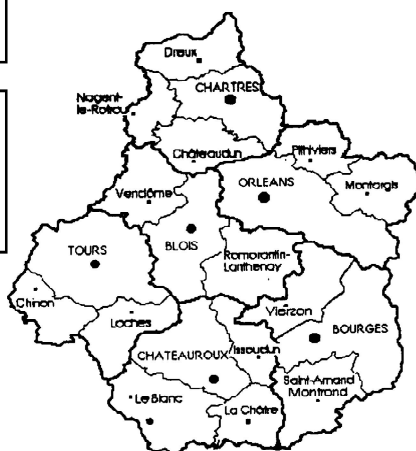 Dreux
CHARTRES
Nogent-
le-Rotrou
Châteaudun
Pithiviers
ORLEANS
Montargis
Vendôme
TOURS
BLOIS
Romorantin-
Lanthenay
Chinon
Loches
Vierzon
BOURGES
CHATEAUROUX
Issoudun
Saint-Amand
Montrond
Le Blanc
La Châtre